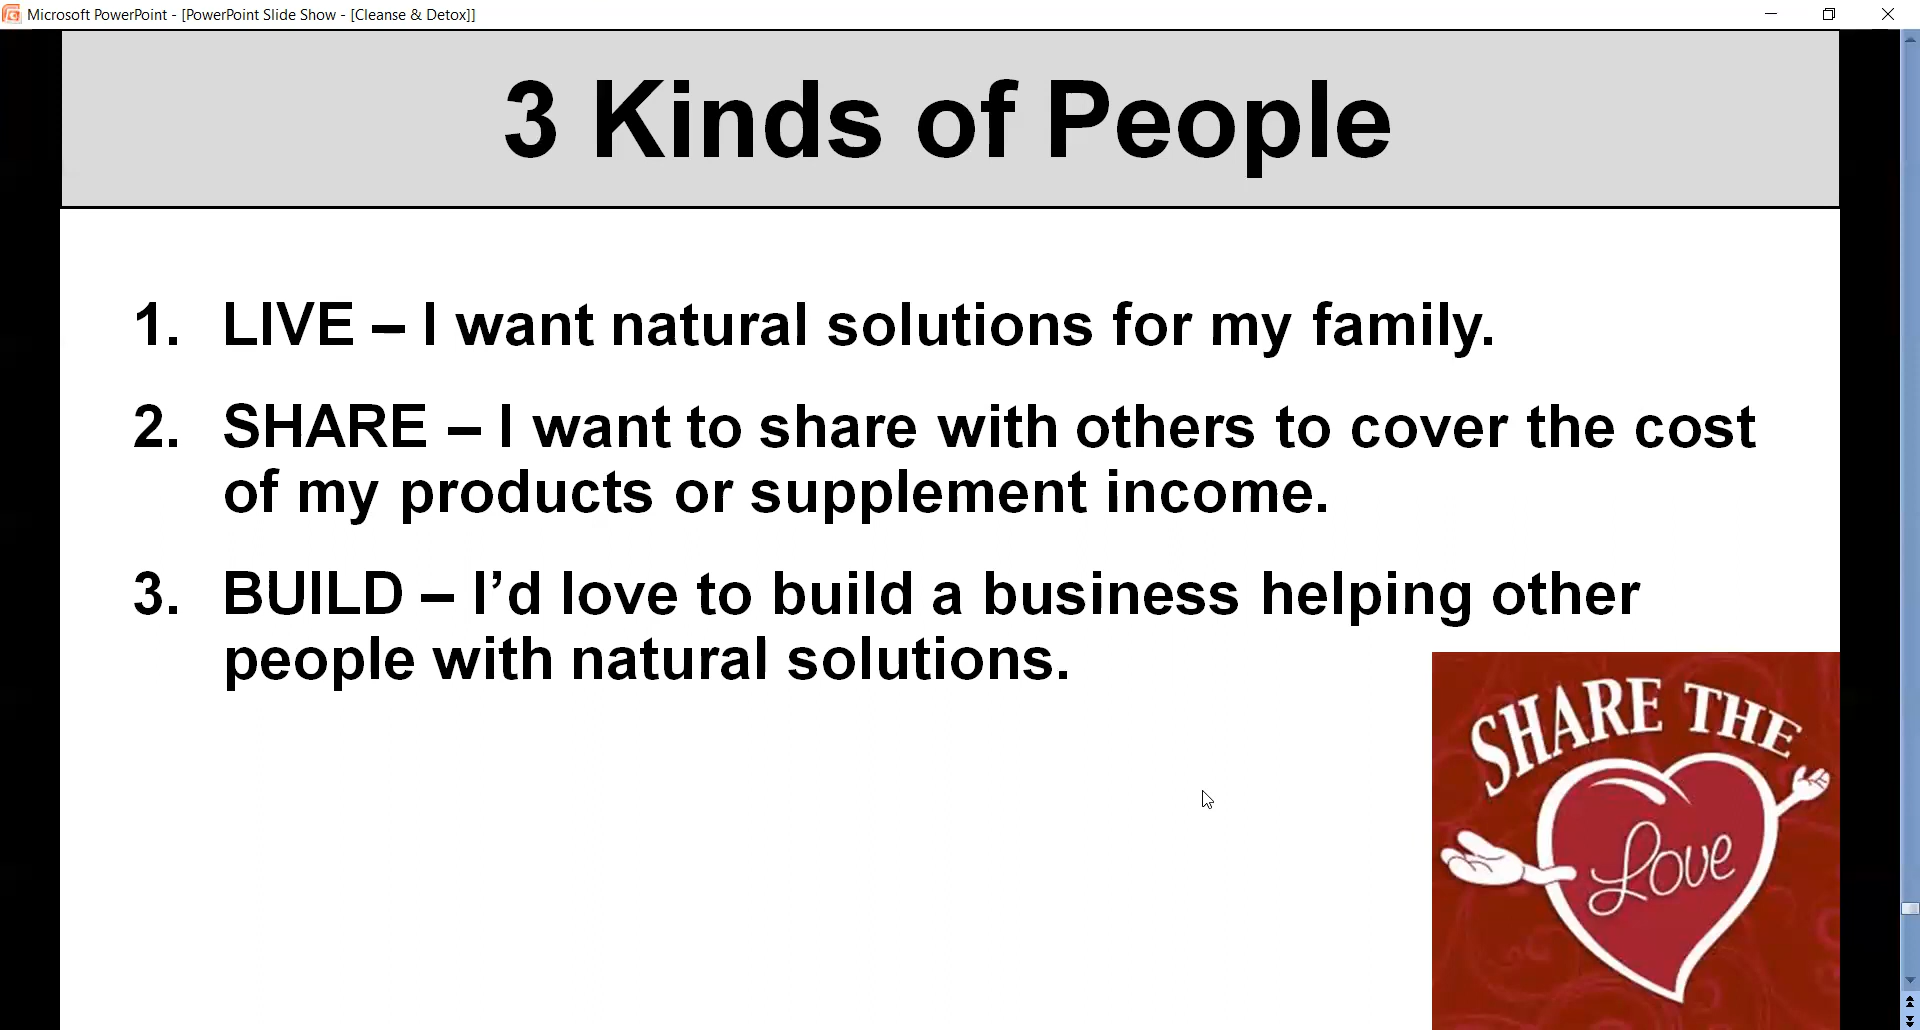 Microsoft PowerPoint - [PowerPoint Slide Show - [Cleanse & Detox]]
3 Kinds of People
1. LIVE – I want natural solutions for my family.
2. SHARE – I want to share with others to cover the cost
of my products or supplement income.
3. BUILD – I’d love to build a business helping other
people with natural solutions.
SHARE THE
Love